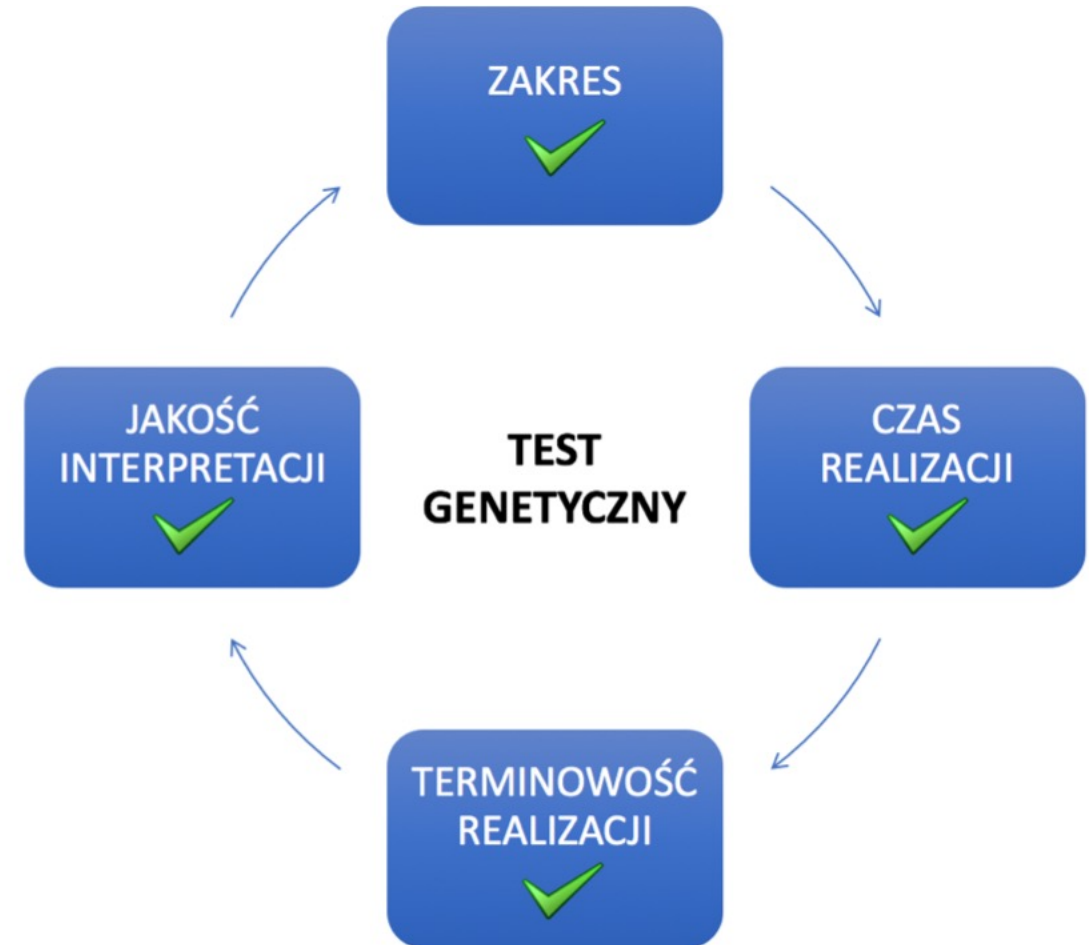 ZAKRES
JAKOŚĆ
INTERPRETACJI
TEST
GENETYCZNY
CZAS
REALIZACJI
TERMINOWOŚĆ
REALIZACJI